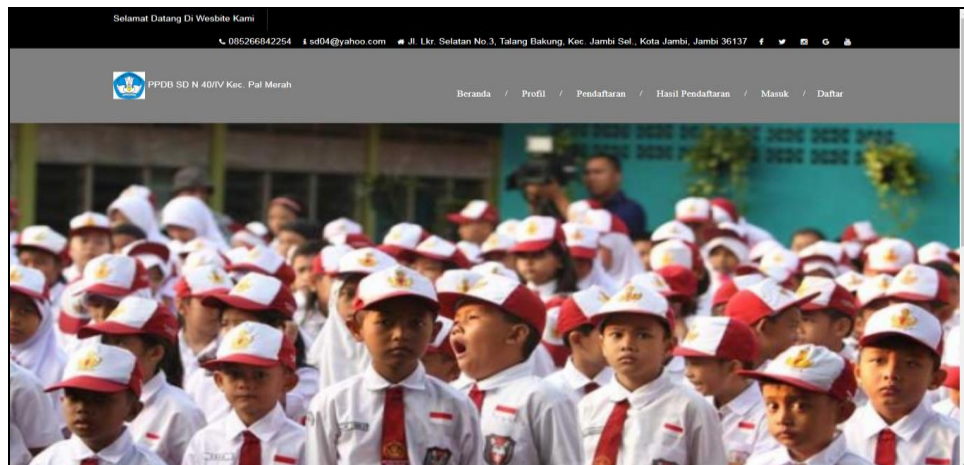 Selamat Datang Di Wesbite Kami
085266842254 sd04@yahoo.com Jl. Lkr. Selatan No.3, Talang Bakung, Kec. Jambi Sel., Kota Jambi, Jambi 36137
PPDB SD N 40/IV Kec. Pal Merah
Beranda / Profil / Pendaftaran / Hasil Pendaftaran / Masuk / Daftar